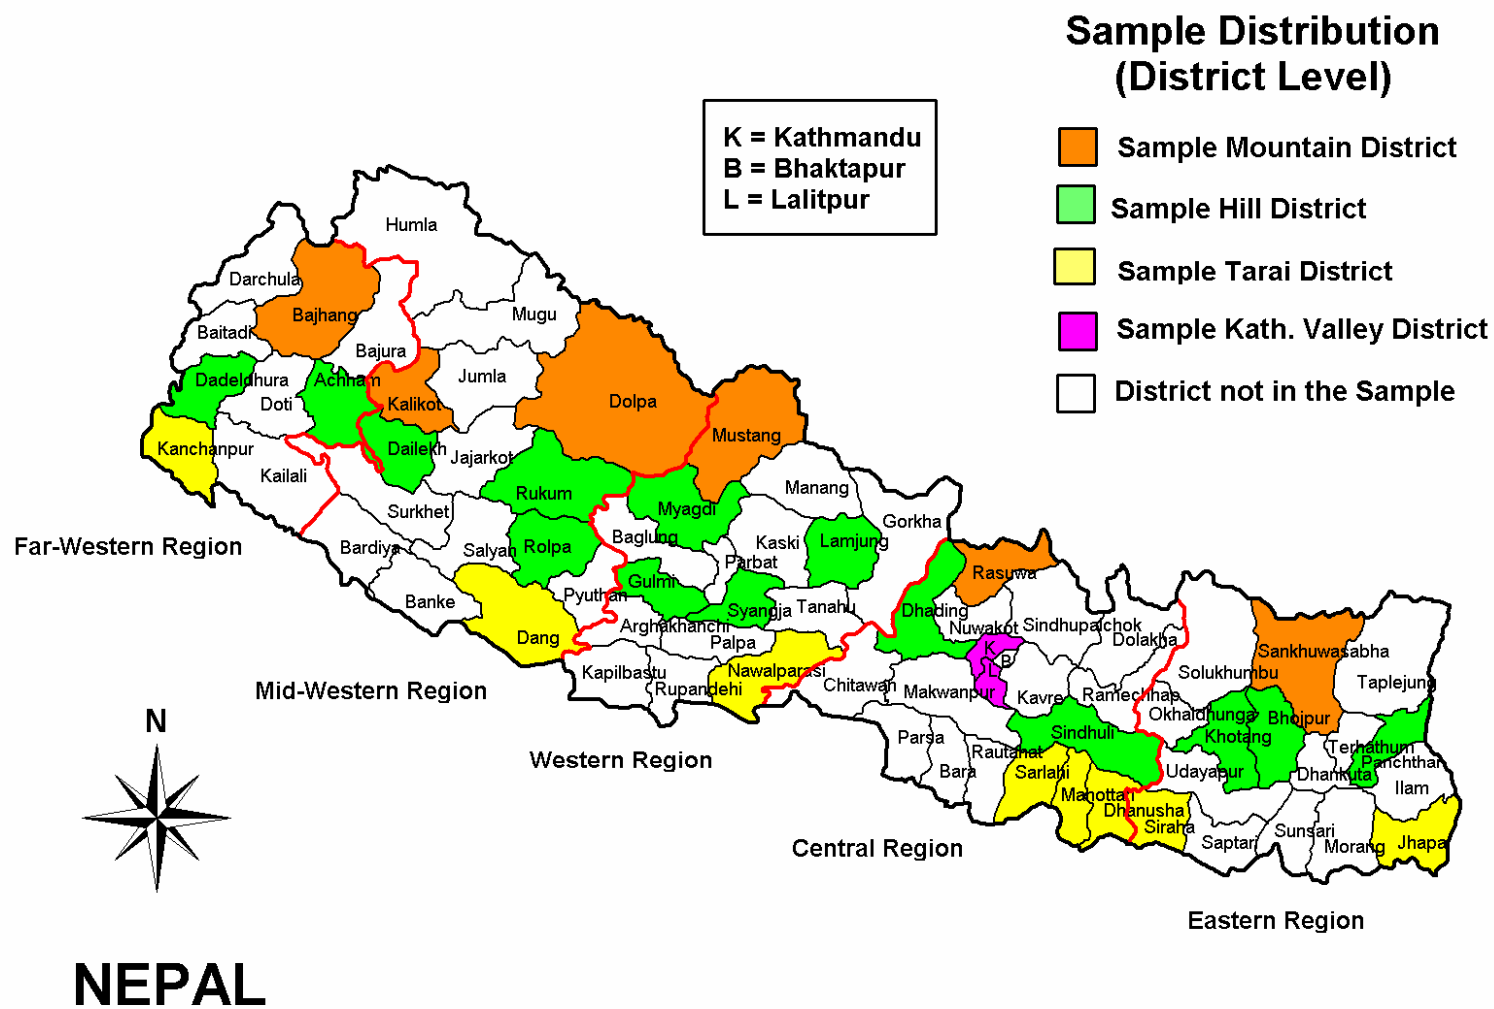 Sample Distribution
(District Level)
K = Kathmandu
B = Bhaktapur
L = Lalitpur
Sample Mountain District
Sample Hill District
Sample Tarai District
Sample Kath. Valley District
District not in the Sample
Humla
Darchula
Bajhang
Baitadi
Mugu
Bajura
Dadeldhura
Achham
Jumla
Doti
Kalikot
Dolpa
Mustang
Kanchanpur
Dailekh
Jajarkot
Kailali
Rukum
Manang
Myagdi
Surkhet
Gorkha
Far-Western Region
Bardiya
Salyan
Rolpa
Baglung
Kaski
Lamjung
Parbat
Rasuwa
Banke
Pyuthan
Gulmi
Syangja
Tanahu
Dhading
Nuwakot
Sindhupalchok
Dolakha
Dang
Arghakhanchi
Palpa
K
B
L
Sankhuwasabha
Solukhumbu
Kapilbastu
Rupandehi
Nawalparasi
Chitawan
Makwanpur
Kavre
Ramechhap
Taplejung
Mid-Western Region
Okhaldhunga
Bhojpur
Khotang
N
Western Region
Parsa
Rautahat
Sindhuli
Terhathum
Panchthar
Bara
Sarlahi
Udayapur
Dhankuta
Ilam
Mahottari
Dhanusha
Siraha
Saptari
Sunsari
Morang
Jhapa
Central Region
Eastern Region
NEPAL